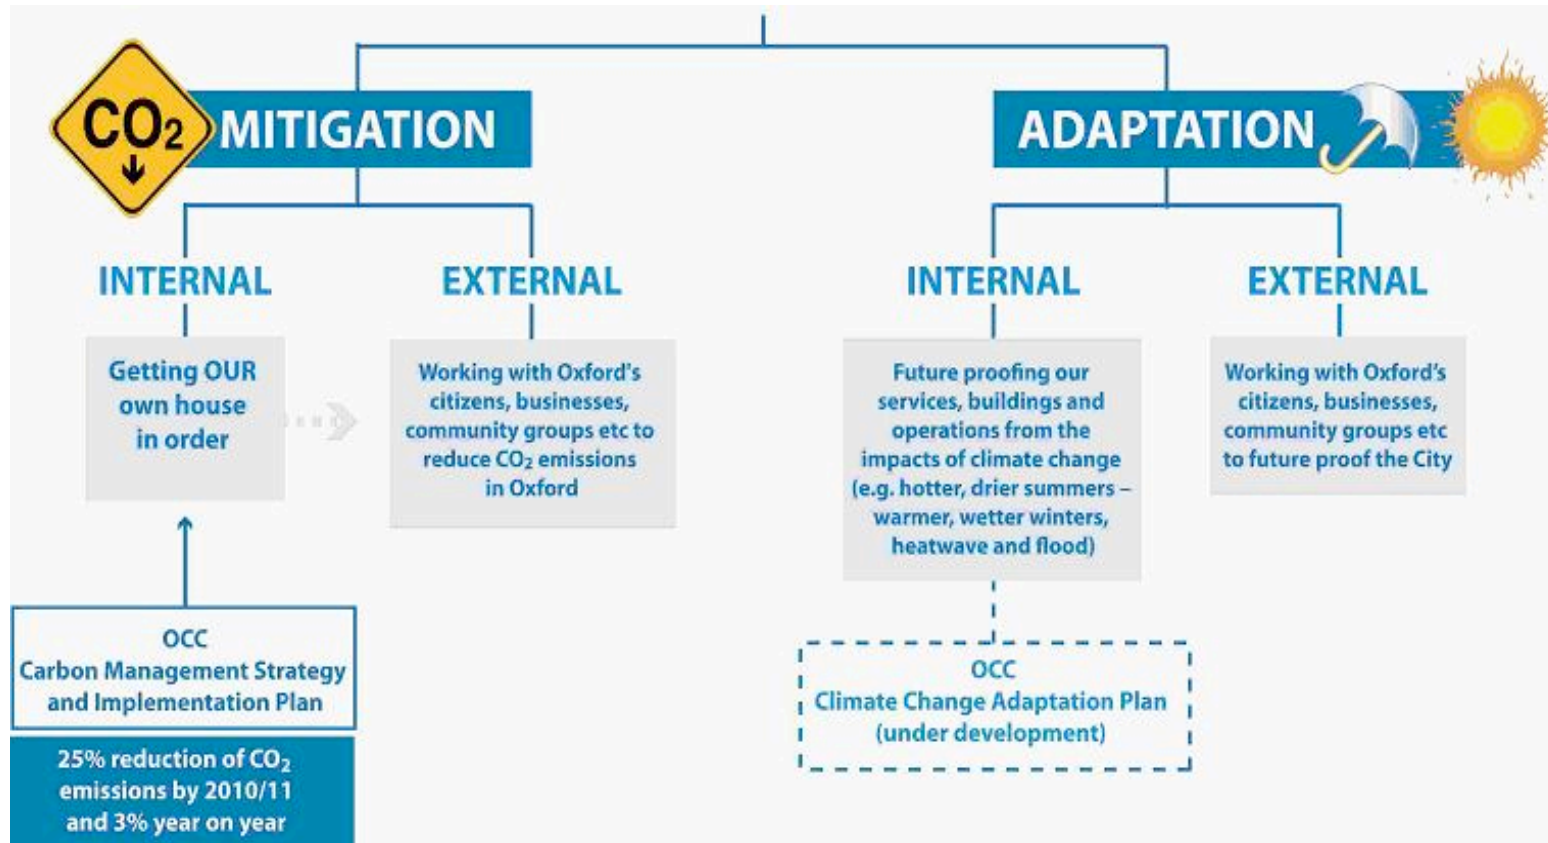 CO2
MITIGATION
ADAPTATION
INTERNAL
EXTERNAL
INTERNAL
EXTERNAL
Getting OUR
own house
in order
Working with Oxford's
citizens, businesses,
community groups etc to
reduce CO2 emissions
in Oxford
Future proofing our
services, buildings and
operations from the
impacts of climate change
(e.g. hotter, drier summers –
warmer, wetter winters,
heatwave and flood)
Working with Oxford's
citizens, businesses,
community groups etc
to future proof the City
OCC
Carbon Management Strategy
and Implementation Plan
25% reduction of CO2
emissions by 2010/11
and 3% year on year
OCC
Climate Change Adaptation Plan
(under development)